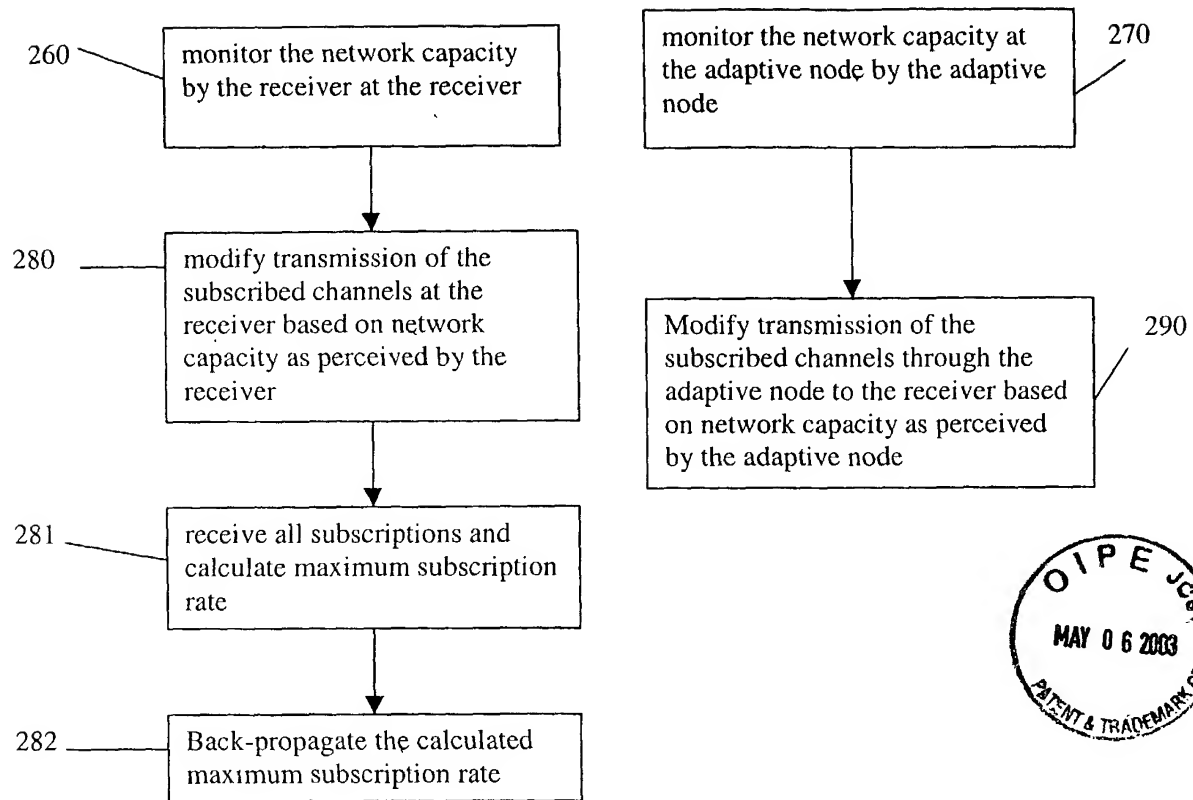 260
monitor the network capacity
by the receiver at the receiver
monitor the network capacity at
the adaptive node by the adaptive
node
270
280
modify transmission of the
subscribed channels at the
receiver based on network
capacity as perceived by the
receiver
Modify transmission of the
subscribed channels through the
adaptive node to the receiver based
on network capacity as perceived
by the adaptive node
290
281
receive all subscriptions and
calculate maximum subscription
rate
282
Back-propagate the calculated
maximum subscription rate
OIPE
MAY 06 2003
PATENT & TRADEMARK